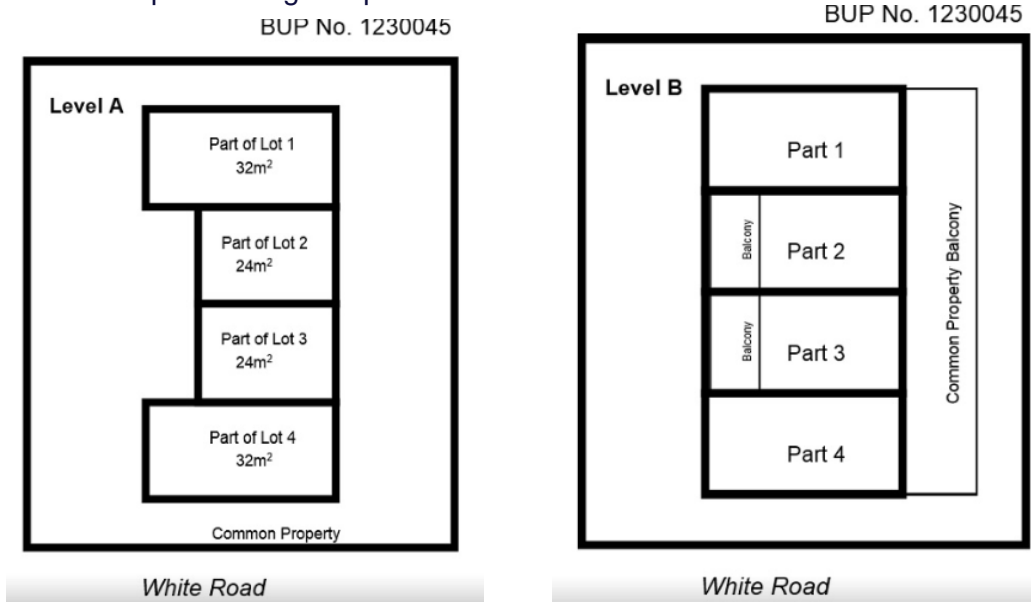 BUP No. 1230045
Level A
Part of Lot 1
32m²
Part of Lot 2
24m²
Part of Lot 3
24m²
Part of Lot 4
32m²
Common Property
White Road
BUP No. 1230045
Level B
Part 1
Balcony
Part 2
Balcony
Part 3
Part 4
Common Property Balcony
White Road